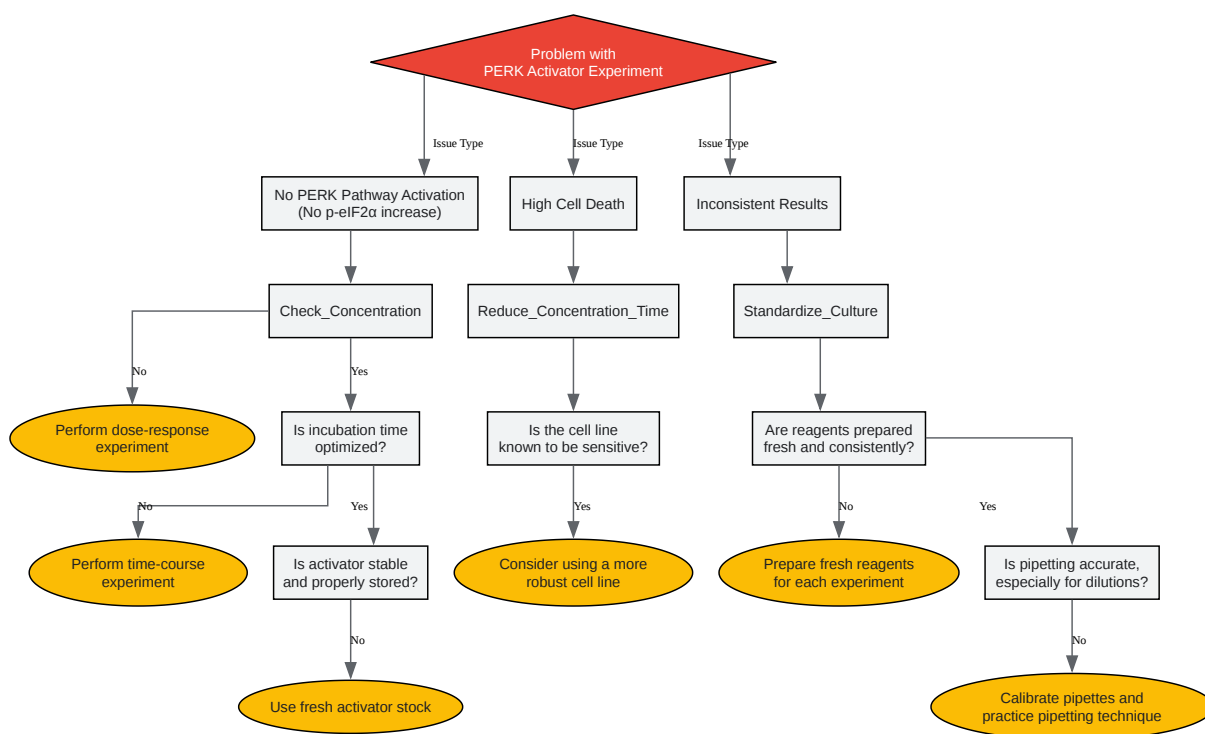 Problem with
PERK Activator Experiment
Issue Type
Issue Type
Issue Type
No PERK Pathway Activation
(No p-eIF2α increase)
High Cell Death
Inconsistent Results
Check_Concentration
Reduce_Concentration_Time
Standardize_Culture
No
Yes
Perform dose-response
experiment
Is incubation time
optimized?
Is the cell line
known to be sensitive?
Are reagents prepared
fresh and consistently?
No
Yes
Yes
No
Yes
Perform time-course
experiment
Is activator stable
and properly stored?
Consider using a more
robust cell line
Prepare fresh reagents
for each experiment
Is pipetting accurate,
especially for dilutions?
No
No
Use fresh activator stock
Calibrate pipettes and
practice pipetting technique